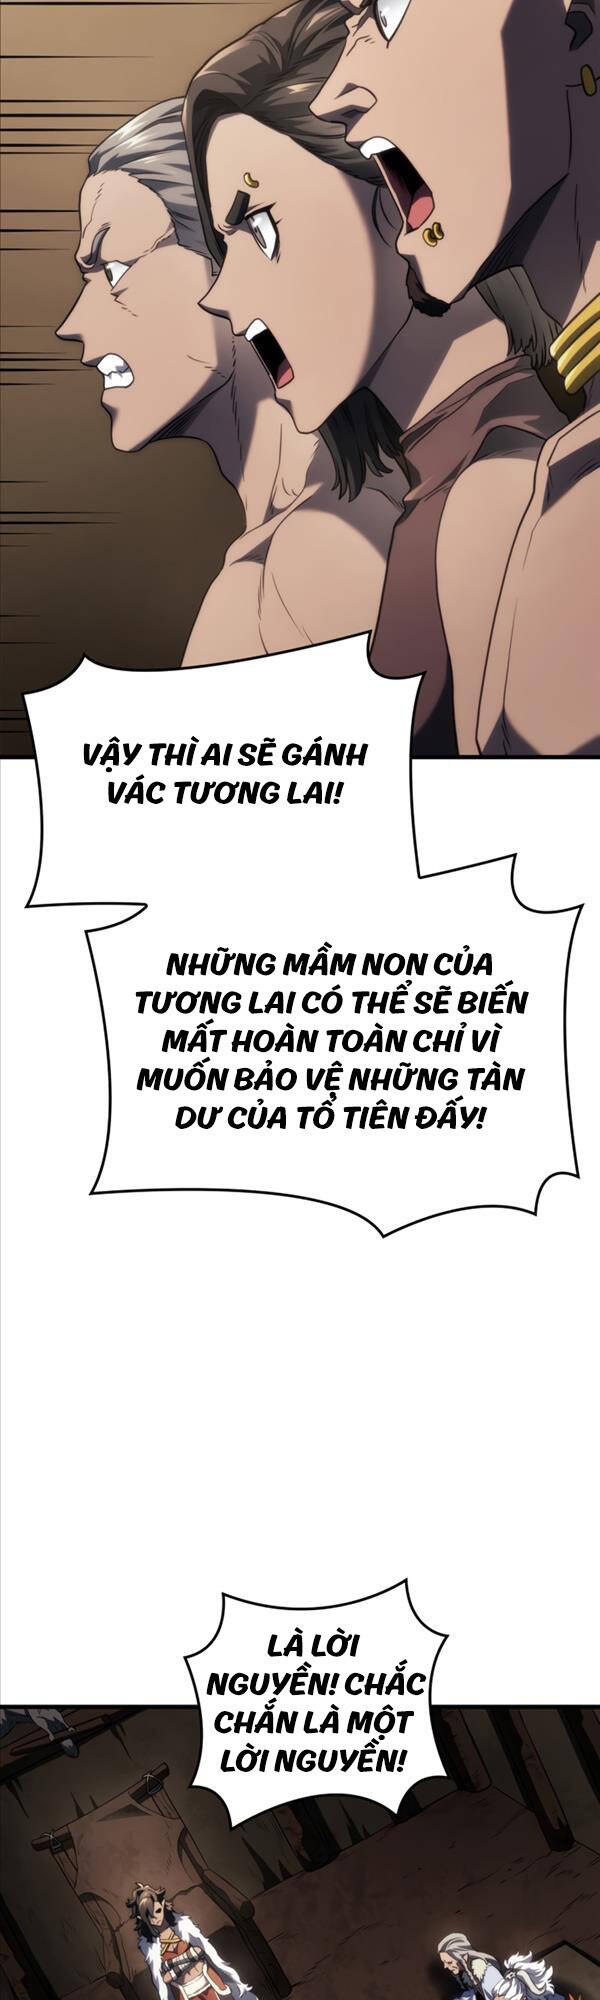 VẬY THÌ AI SẼ GÁNH
VÁC TƯƠNG LAI!
NHỮNG MẦM NON CỦA
TƯƠNG LAI CÓ THỂ SẼ BIẾN
MẤT HOÀN TOÀN CHỈ VÌ
MUỐN BẢO VỆ NHỮNG TÀN
DƯ CỦA TỔ TIÊN ĐẤY!
LÀ LỜI
NGUYỀN! CHẮC
CHẮN LÀ MỘT
LỜI NGUYỀN!